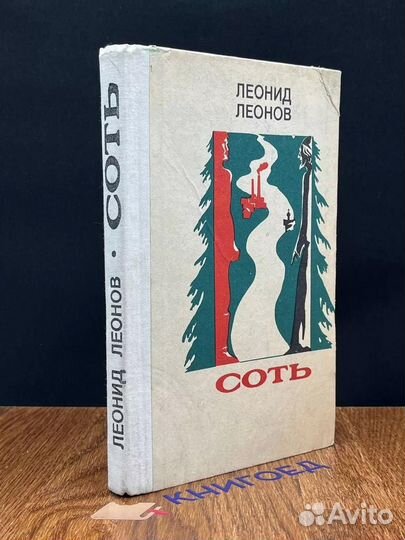 ЛЕОНИД
ЛЕОНОВ
СОТЬ
ЛЕОНИД ЛЕОНОВ • СОТЬ
КНИГОЕД
Avito